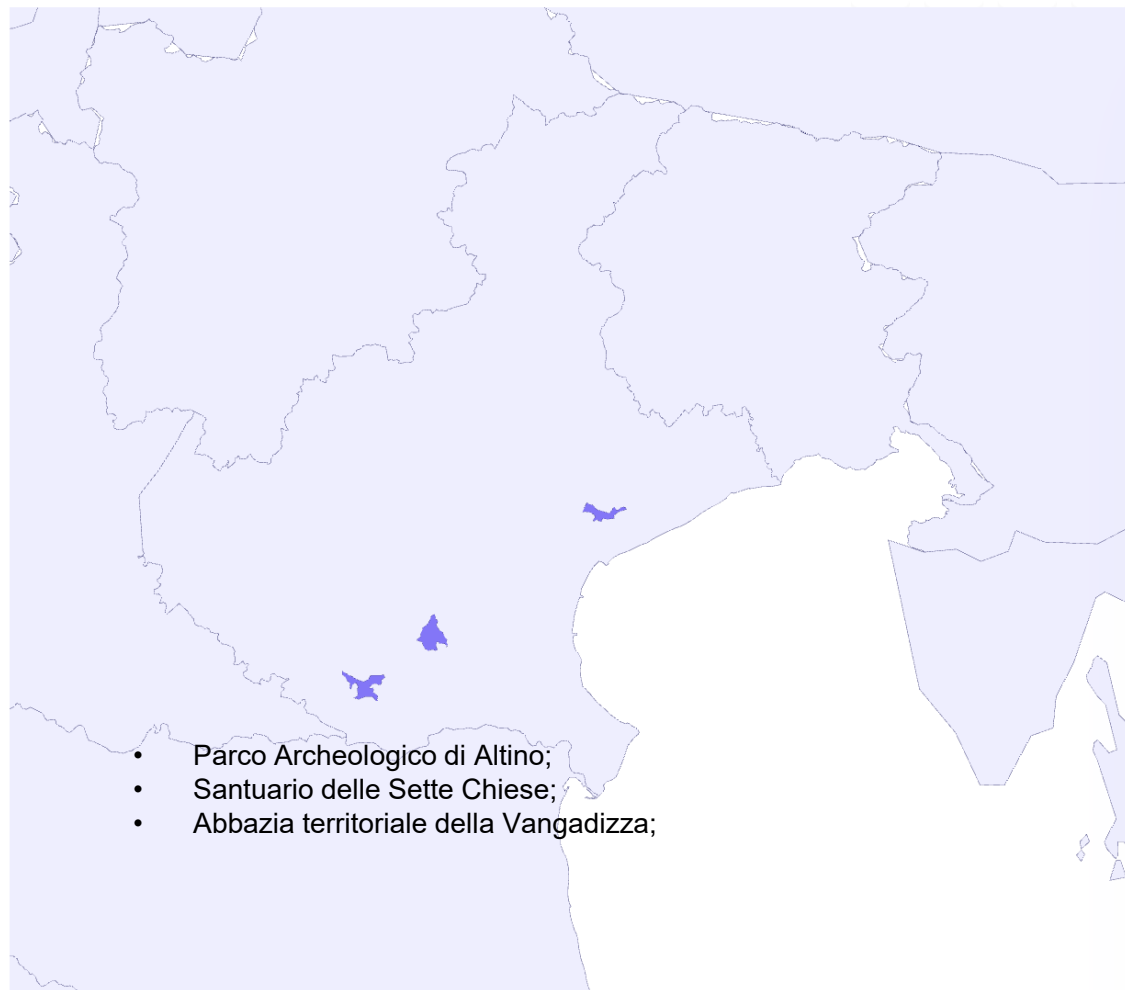 • Parco Archeologico di Altino;
• Santuario delle Sette Chiese;
• Abbazia territoriale della Vangadizza;